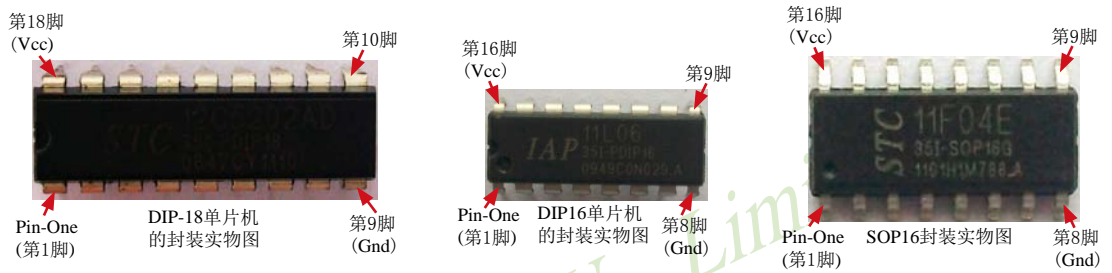 第18脚
(Vcc)
第10脚
STC
Pin-One
(第1脚)
DIP-18单片机
的封装实物图
第9脚
(Gnd)
第16脚
(Vcc)
第9脚
IAP
11L06
35I-PDIP16
0949CON025.A
Pin-One
(第1脚)
DIP16单片机
的封装实物图
第8脚
(Gnd)
第16脚
(Vcc)
第9脚
STC
11F04E
35I-SOP16G
1101H1M788.A
Pin-One
(第1脚)
SOP16封装实物图
第8脚
(Gnd)
Limi